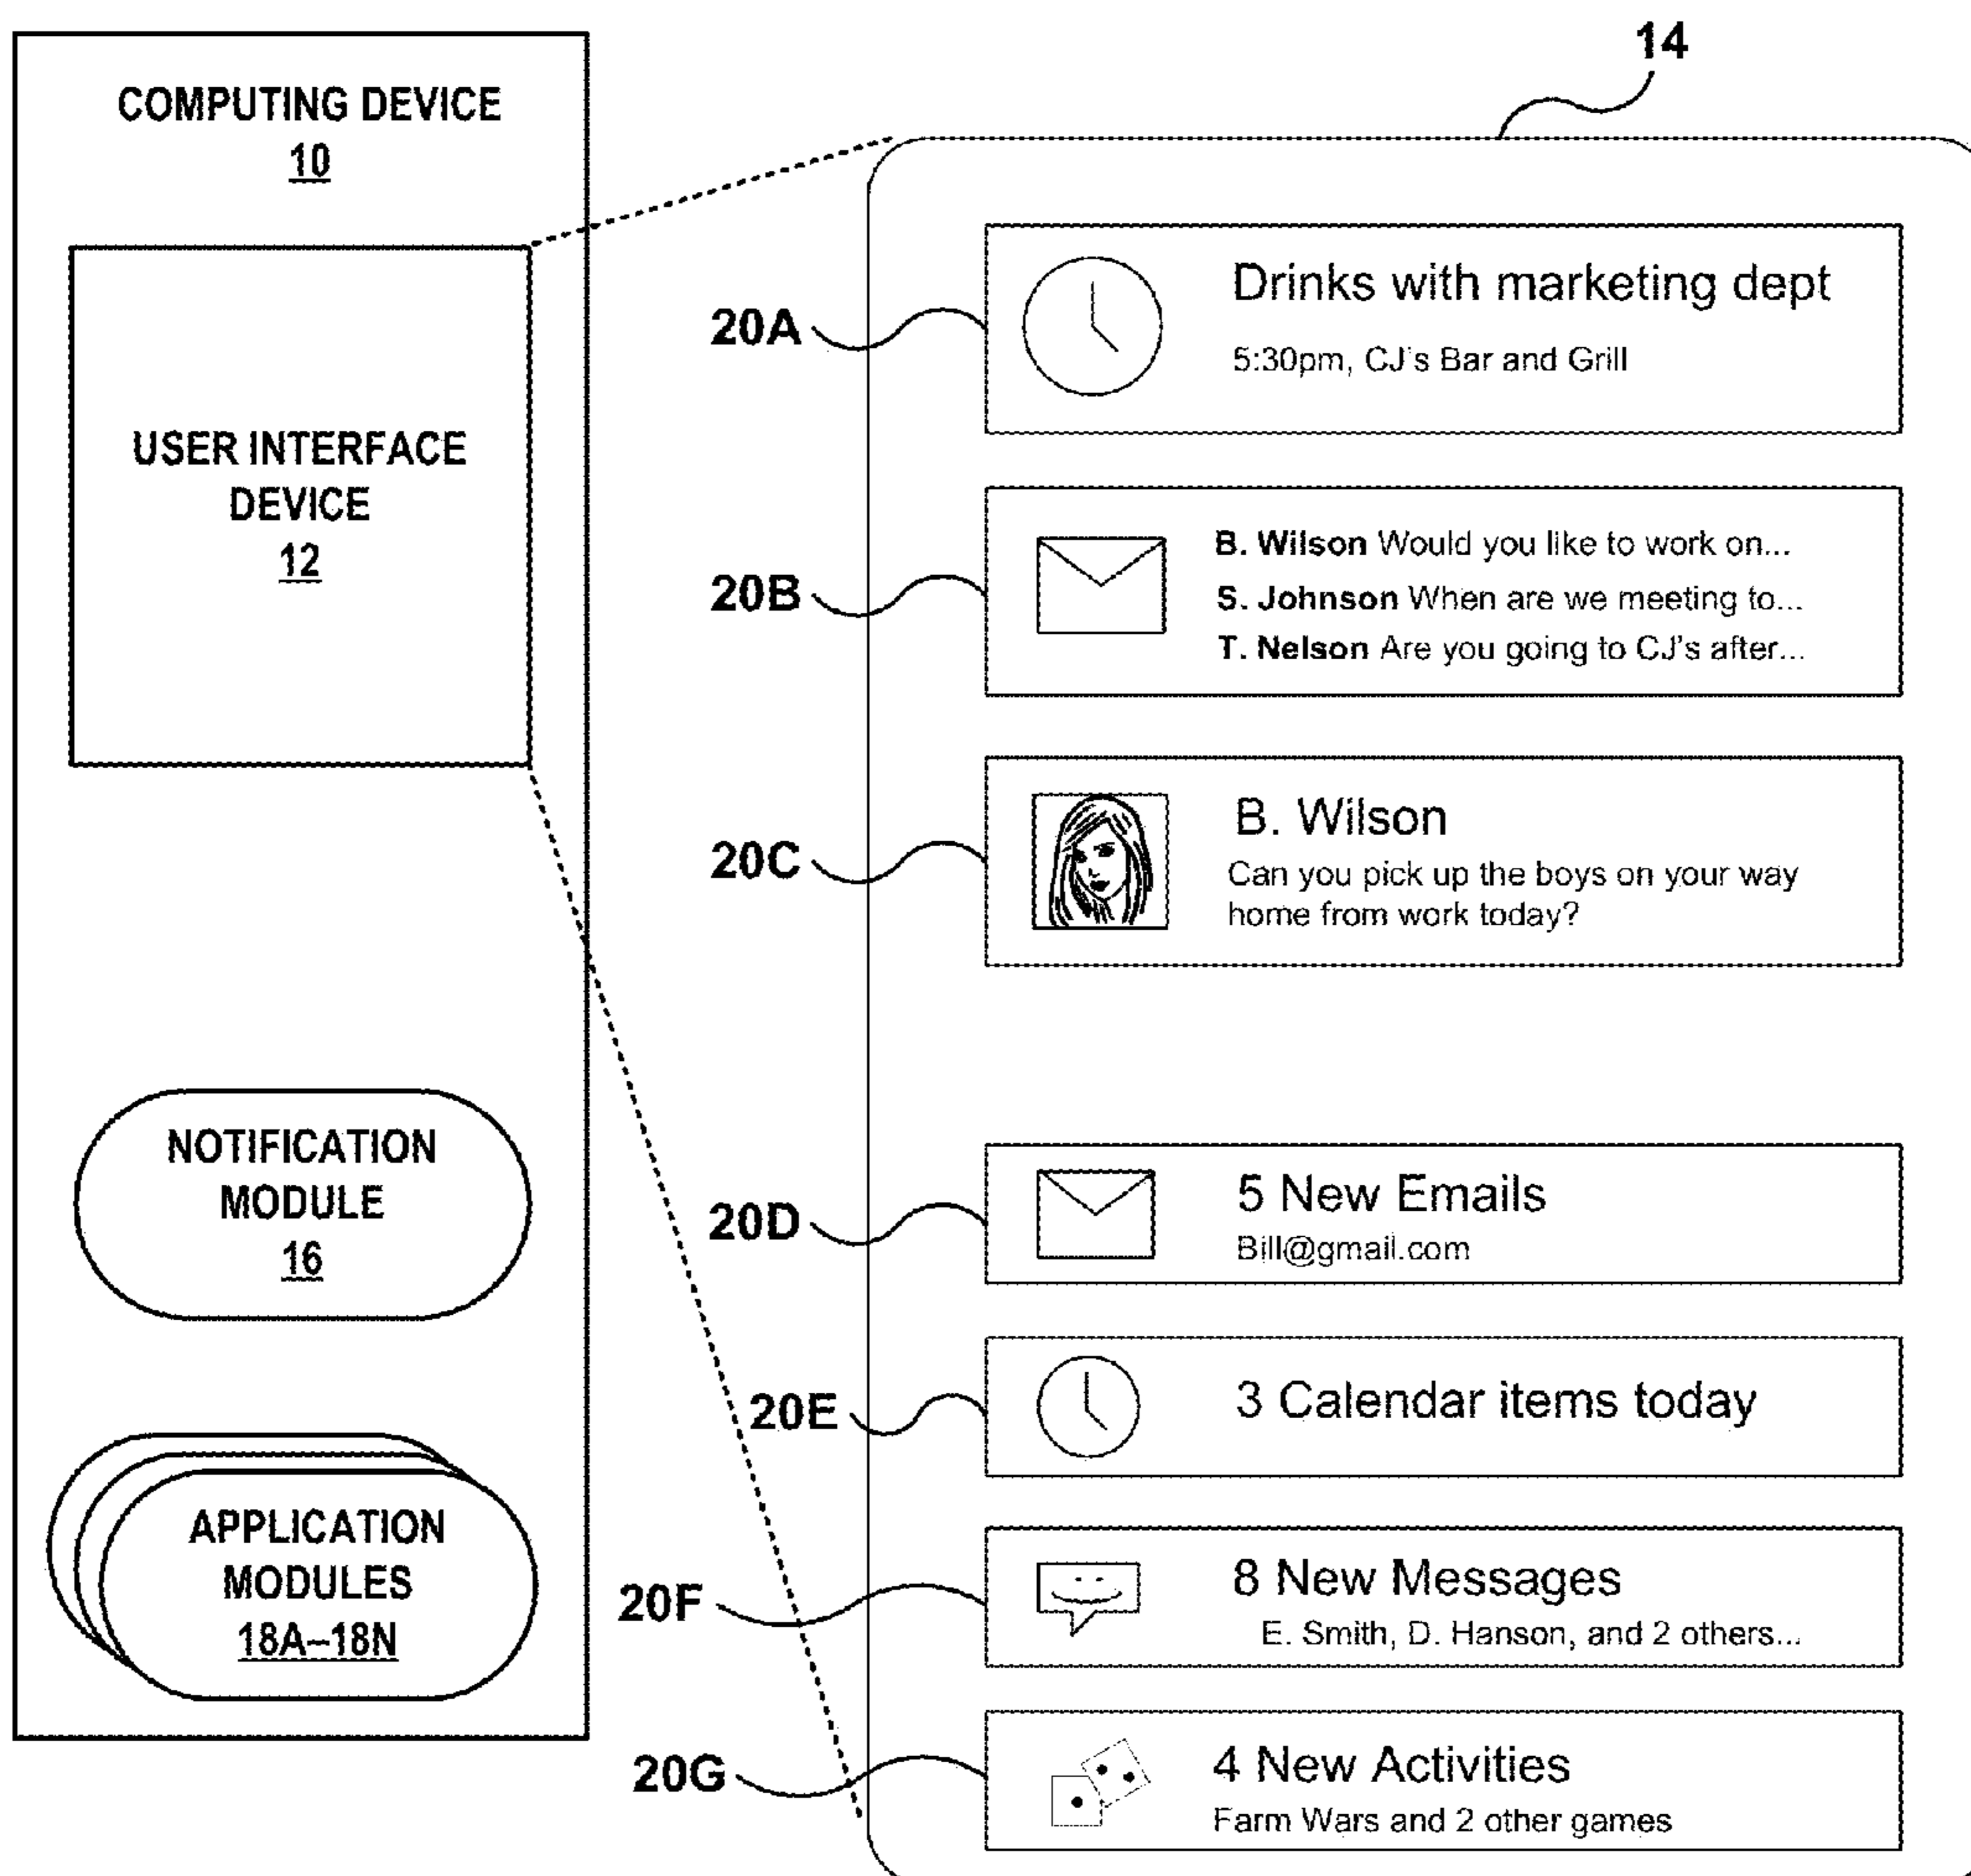 COMPUTING DEVICE
10
USER INTERFACE
DEVICE
12
NOTIFICATION
MODULE
16
APPLICATION
MODULES
18A–18N
14
20A
Drinks with marketing dept
5:30pm, CJ's Bar and Grill
20B
B. Wilson Would you like to work on...
S. Johnson When are we meeting to...
T. Nelson Are you going to CJ's after...
20C
B. Wilson
Can you pick up the boys on your way
home from work today?
20D
5 New Emails
Bill@gmail.com
20E
3 Calendar items today
20F
8 New Messages
E. Smith, D. Hanson, and 2 others...
20G
4 New Activities
Farm Wars and 2 other games